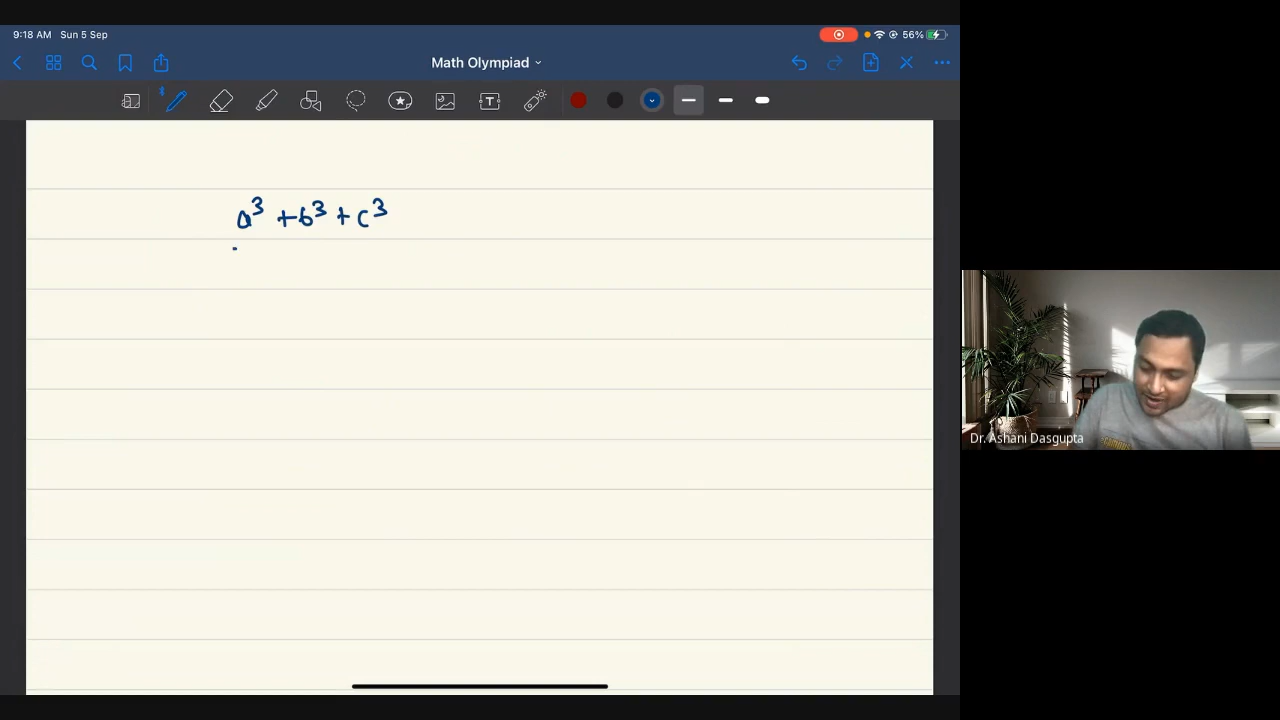 9:18 AM Sun 5 Sep 56%
Math Olympiad
T
a³ + b³ + c³
Dr. Ashani Dasgupta